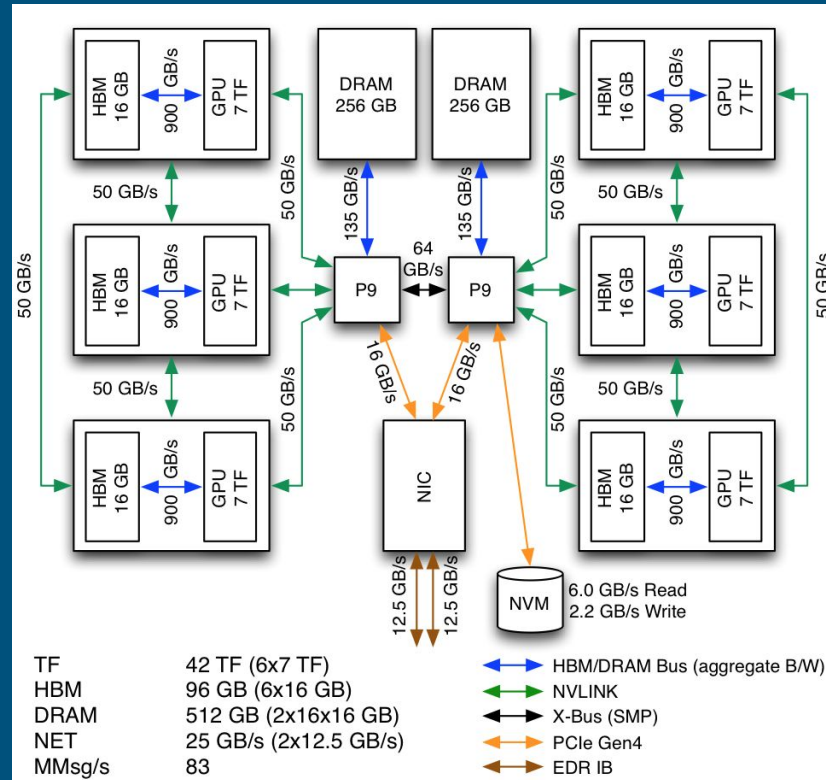 HBM
16 GB
900
GB/s
GPU
7 TF
50 GB/s
HBM
16 GB
900
GB/s
GPU
7 TF
50 GB/s
HBM
16 GB
900
GB/s
GPU
7 TF
50 GB/s
50 GB/s
50 GB/s
DRAM
256 GB
DRAM
256 GB
135 GB/s
135 GB/s
P9
64
GB/s
P9
16 GB/s
16 GB/s
NIC
12.5 GB/s
12.5 GB/s
NVM
6.0 GB/s Read
2.2 GB/s Write
50 GB/s
50 GB/s
HBM
16 GB
900
GB/s
GPU
7 TF
50 GB/s
HBM
16 GB
900
GB/s
GPU
7 TF
50 GB/s
HBM
16 GB
900
GB/s
GPU
7 TF
50 GB/s
TF 42 TF (6x7 TF)
HBM 96 GB (6x16 GB)
DRAM 512 GB (2x16x16 GB)
NET 25 GB/s (2x12.5 GB/s)
MMsg/s 83
HBM/DRAM Bus (aggregate B/W)
NVLINK
X-Bus (SMP)
PCIe Gen4
EDR IB